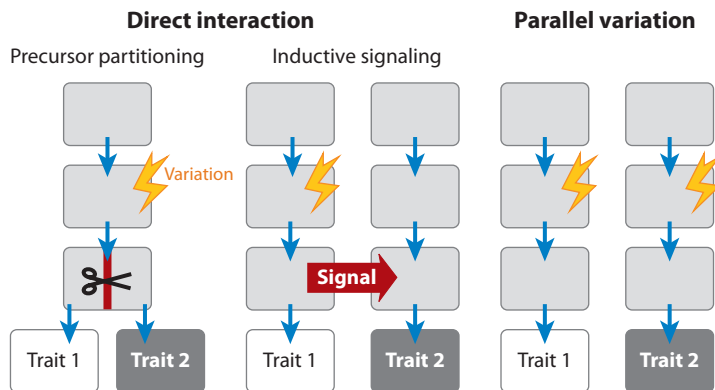 Direct interaction
Parallel variation
Precursor partitioning
Inductive signaling
Variation
Signal
Trait 1
Trait 2
Trait 1
Trait 2
Trait 1
Trait 2